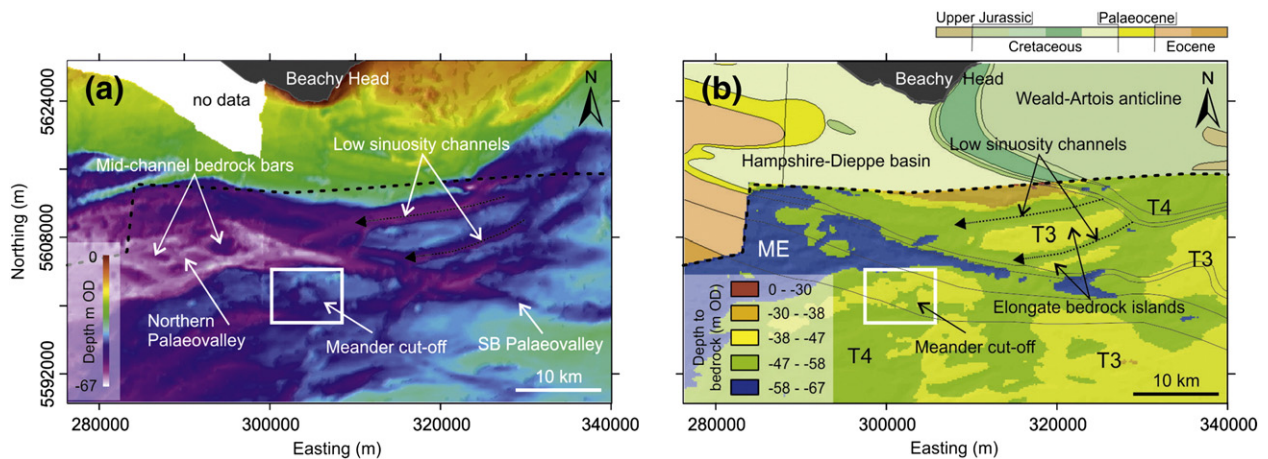 (a)
Beachy Head
N
no data
Low sinuosity channels
Mid-channel bedrock bars
Northern
Palaeovalley
Meander cut-off
SB Palaeovalley
10 km
0
Depth m OD
-67
Northing (m)
5624000
5608000
5592000
280000
300000
320000
340000
Easting (m)
Upper Jurassic
Palaeocene
Cretaceous
Eocene
(b)
Beachy Head
N
Weald-Artois anticline
Low sinuosity channels
Hampshire-Dieppe basin
T4
T3
ME
T3
Elongate bedrock islands
Meander cut-off
T4
T3
10 km
Depth to
bedrock (m OD)
0 - -30
-30 - -38
-38 - -47
-47 - -58
-58 - -67
280000
300000
320000
340000
Easting (m)